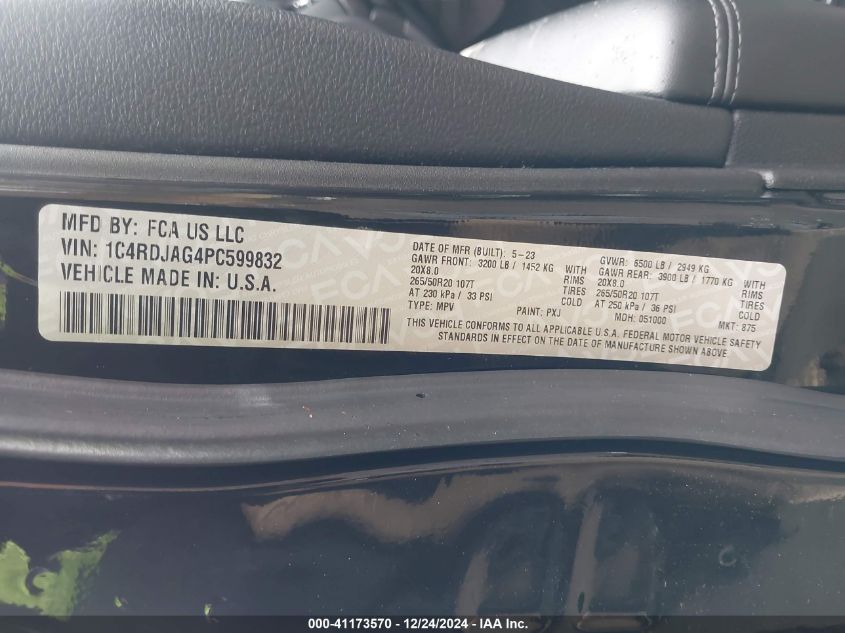 MFD BY: FCA US LLC
VIN: 1C4RDJAG4PC599832
VEHICLE MADE IN: U.S.A.
DATE OF MFR (BUILT): 5-23 GVWR: 6500 LB / 2949 KG
GAWR FRONT: 3200 LB / 1452 KG WITH GAWR REAR: 3900 LB / 1770 KG WITH
20X8.0 RIMS 20X8.0 RIMS
265/50R20 107T TIRES 265/50R20 107T TIRES
AT 230 kPa / 33 PSI COLD AT 250 kPa / 36 PSI COLD
TYPE: MPV PAINT: PXJ MDH: 051000 MKT: 875
THIS VEHICLE CONFORMS TO ALL APPLICABLE U.S.A. FEDERAL MOTOR VEHICLE SAFETY
STANDARDS IN EFFECT ON THE DATE OF MANUFACTURE SHOWN ABOVE
000-41173570 - 12/24/2024 - IAAI.COM